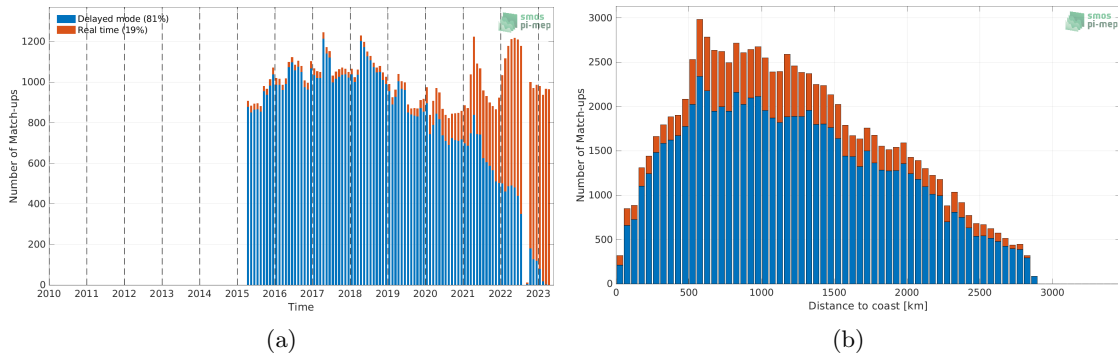 Delayed mode (81%)
Real time (19%)
smos
pi-mep
Number of Match-ups
1200
1000
800
600
400
200
0
2010 2011 2012 2013 2014 2015 2016 2017 2018 2019 2020 2021 2022 2023
Time
(a)
smos
pi-mep
Number of Match-ups
3000
2500
2000
1500
1000
500
0
0 500 1000 1500 2000 2500 3000
Distance to coast [km]
(b)